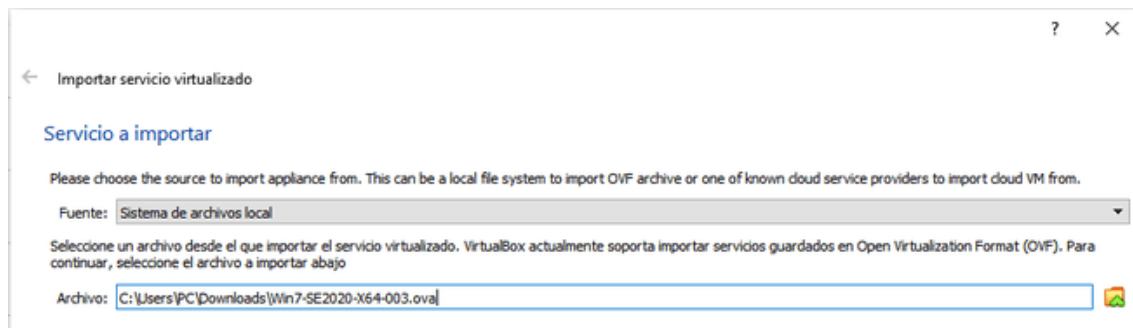 ?
Importar servicio virtualizado
Servicio a importar
Please choose the source to import appliance from. This can be a local file system to import OVF archive or one of known cloud service providers to import cloud VM from.
Fuente: Sistema de archivos local
Seleccione un archivo desde el que importar el servicio virtualizado. VirtualBox actualmente soporta importar servicios guardados en Open Virtualization Format (OVF). Para
continuar, seleccione el archivo a importar abajo
Archivo: C:\Users\PC\Downloads\Win7-SE2020-X64-003.ova